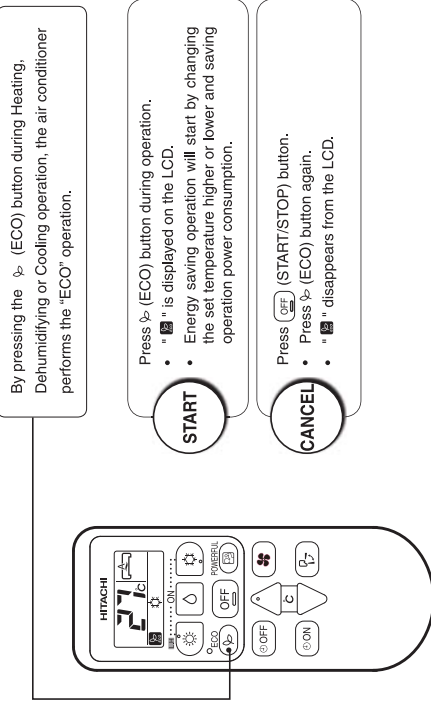 By pressing the (ECO) button during Heating,
Dehumidifying or Cooling operation, the air conditioner
performs the “ECO” operation.
START
Press (ECO) button during operation.
• “ ” is displayed on the LCD.
• Energy saving operation will start by changing
the set temperature higher or lower and saving
operation power consumption.
CANCEL
Press OFF (START/STOP) button.
• Press (ECO) button again.
• “ ” disappears from the LCD.
HITACHI
27°C
A
ON
ECO
POWERFUL
OFF
OFF
°C
ON